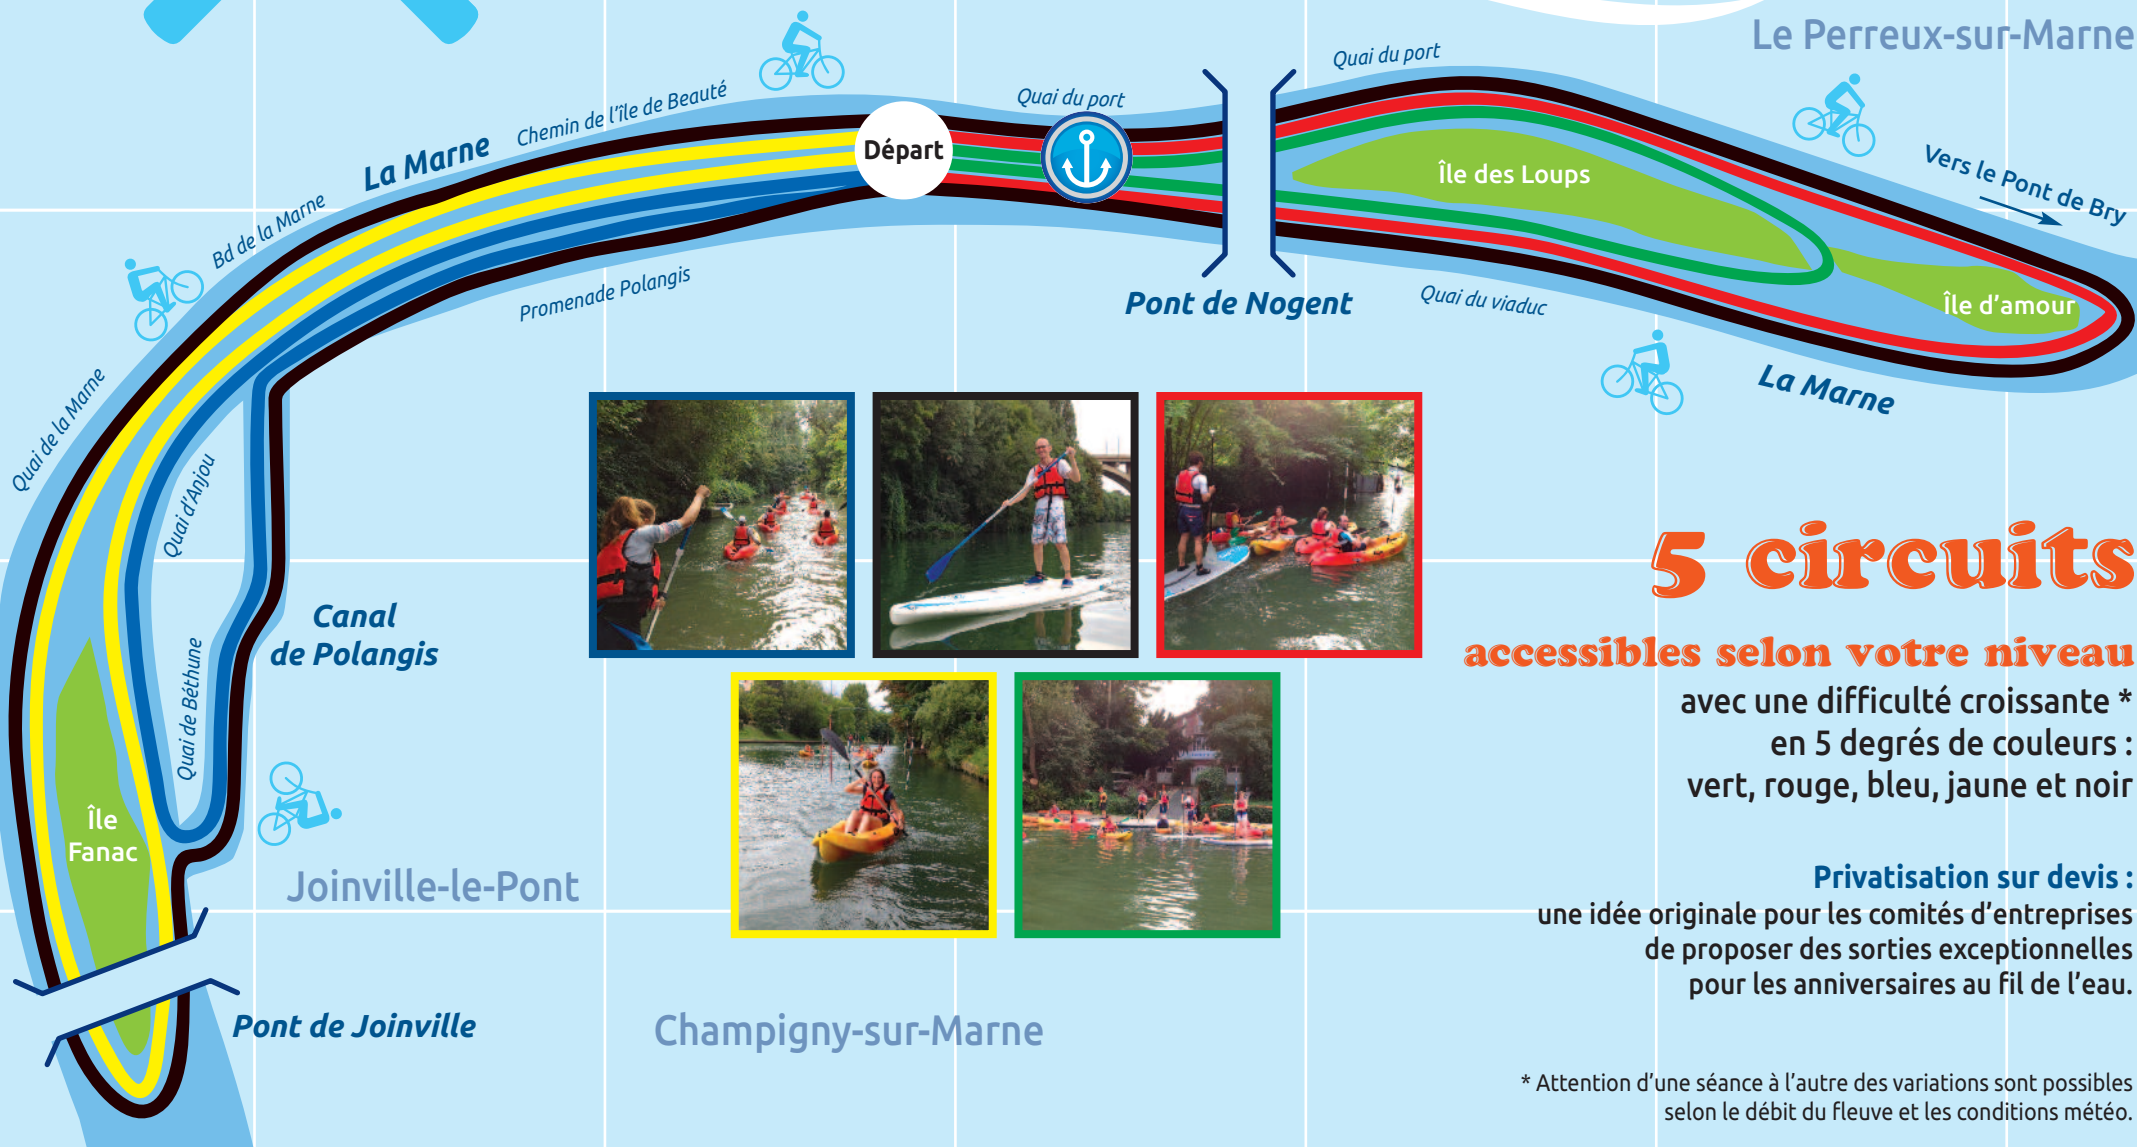 Le Perreux-sur-Marne
Quai du port
Quai du port
Chemin de l'île de Beauté
La Marne
Départ
Île des Loups
Vers le Pont de Bry
Bd de la Marne
Promenade Polangis
Pont de Nogent
Quai du viaduc
Île d'amour
La Marne
Quai de la Marne
Quai d'Anjou
Canal
de Polangis
Quai de Béthune
Île
Fanac
Joinville-le-Pont
Pont de Joinville
Champigny-sur-Marne
5 circuits
accessibles selon votre niveau
avec une difficulté croissante *
en 5 degrés de couleurs :
vert, rouge, bleu, jaune et noir
Privatisation sur devis :
une idée originale pour les comités d'entreprises
de proposer des sorties exceptionnelles
pour les anniversaires au fil de l'eau.
* Attention d'une séance à l'autre des variations sont possibles
selon le débit du fleuve et les conditions météo.